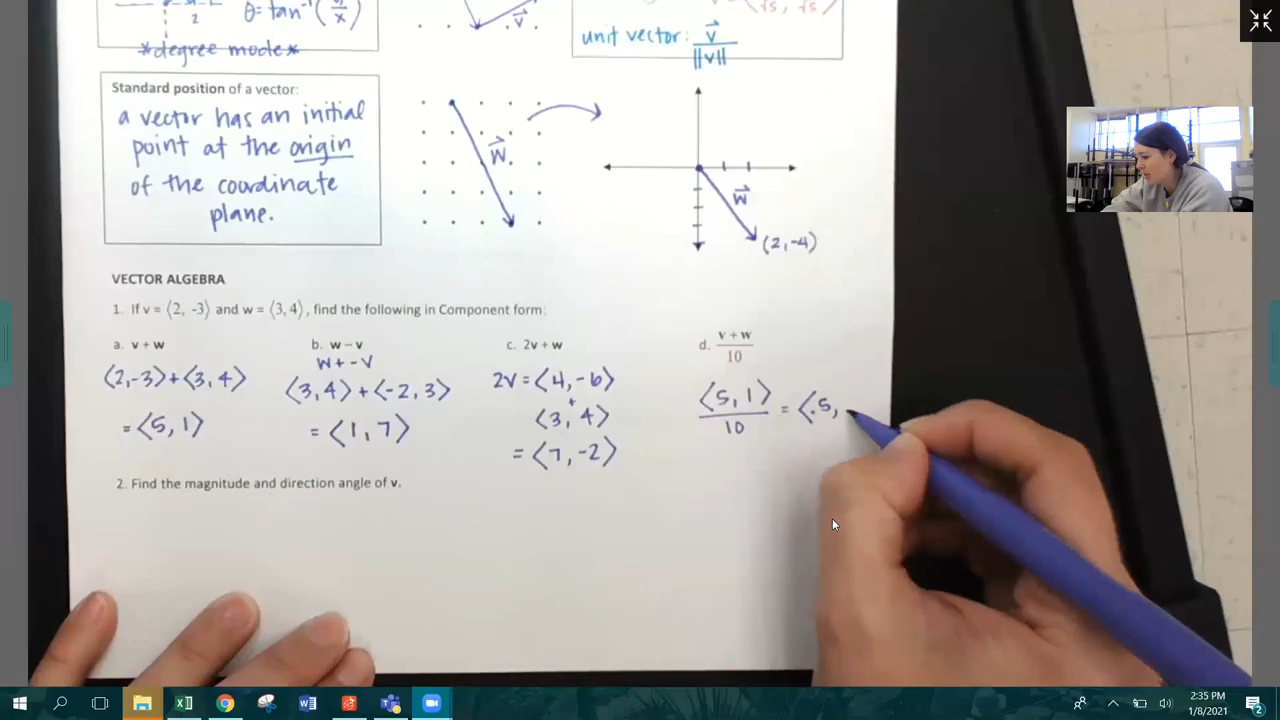 2
θ = tan⁻¹(y/x)
*degree mode*
v
⟨√5, √5⟩
unit vector: v/||v||
Standard position of a vector:
a vector has an initial
point at the origin
of the coordinate
plane.
w
w
(2,-4)
VECTOR ALGEBRA
1. If v = ⟨2, -3⟩ and w = ⟨3, 4⟩, find the following in Component form:
a. v + w
⟨2,-3⟩ + ⟨3,4⟩
= ⟨5, 1⟩
b. w – v
w + -v
⟨3,4⟩ + ⟨-2,3⟩
= ⟨1,7⟩
c. 2v + w
2v = ⟨4,-6⟩
+
⟨3,4⟩
= ⟨7,-2⟩
d. v + w
10
⟨5,1⟩
10
= ⟨.5,
2. Find the magnitude and direction angle of v.
2:35 PM
1/8/2021
2